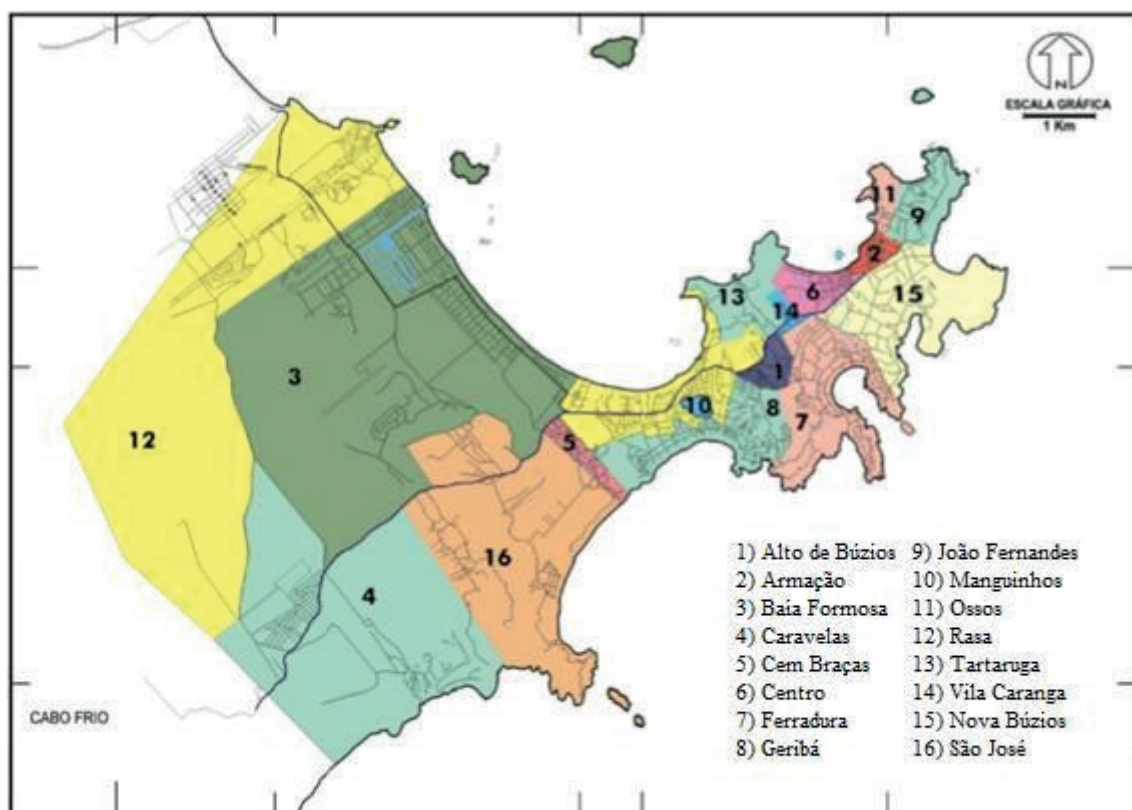 N
ESCALA GRÁFICA
1 Km
11
9
2
13
6
15
14
1
3
10
8
7
12
5
16
4
CABO FRIO
1) Alto de Búzios
2) Armação
3) Baia Formosa
4) Caravelas
5) Cem Braças
6) Centro
7) Ferradura
8) Geribá
9) João Fernandes
10) Manguinhos
11) Ossos
12) Rasa
13) Tartaruga
14) Vila Caranga
15) Nova Búzios
16) São José